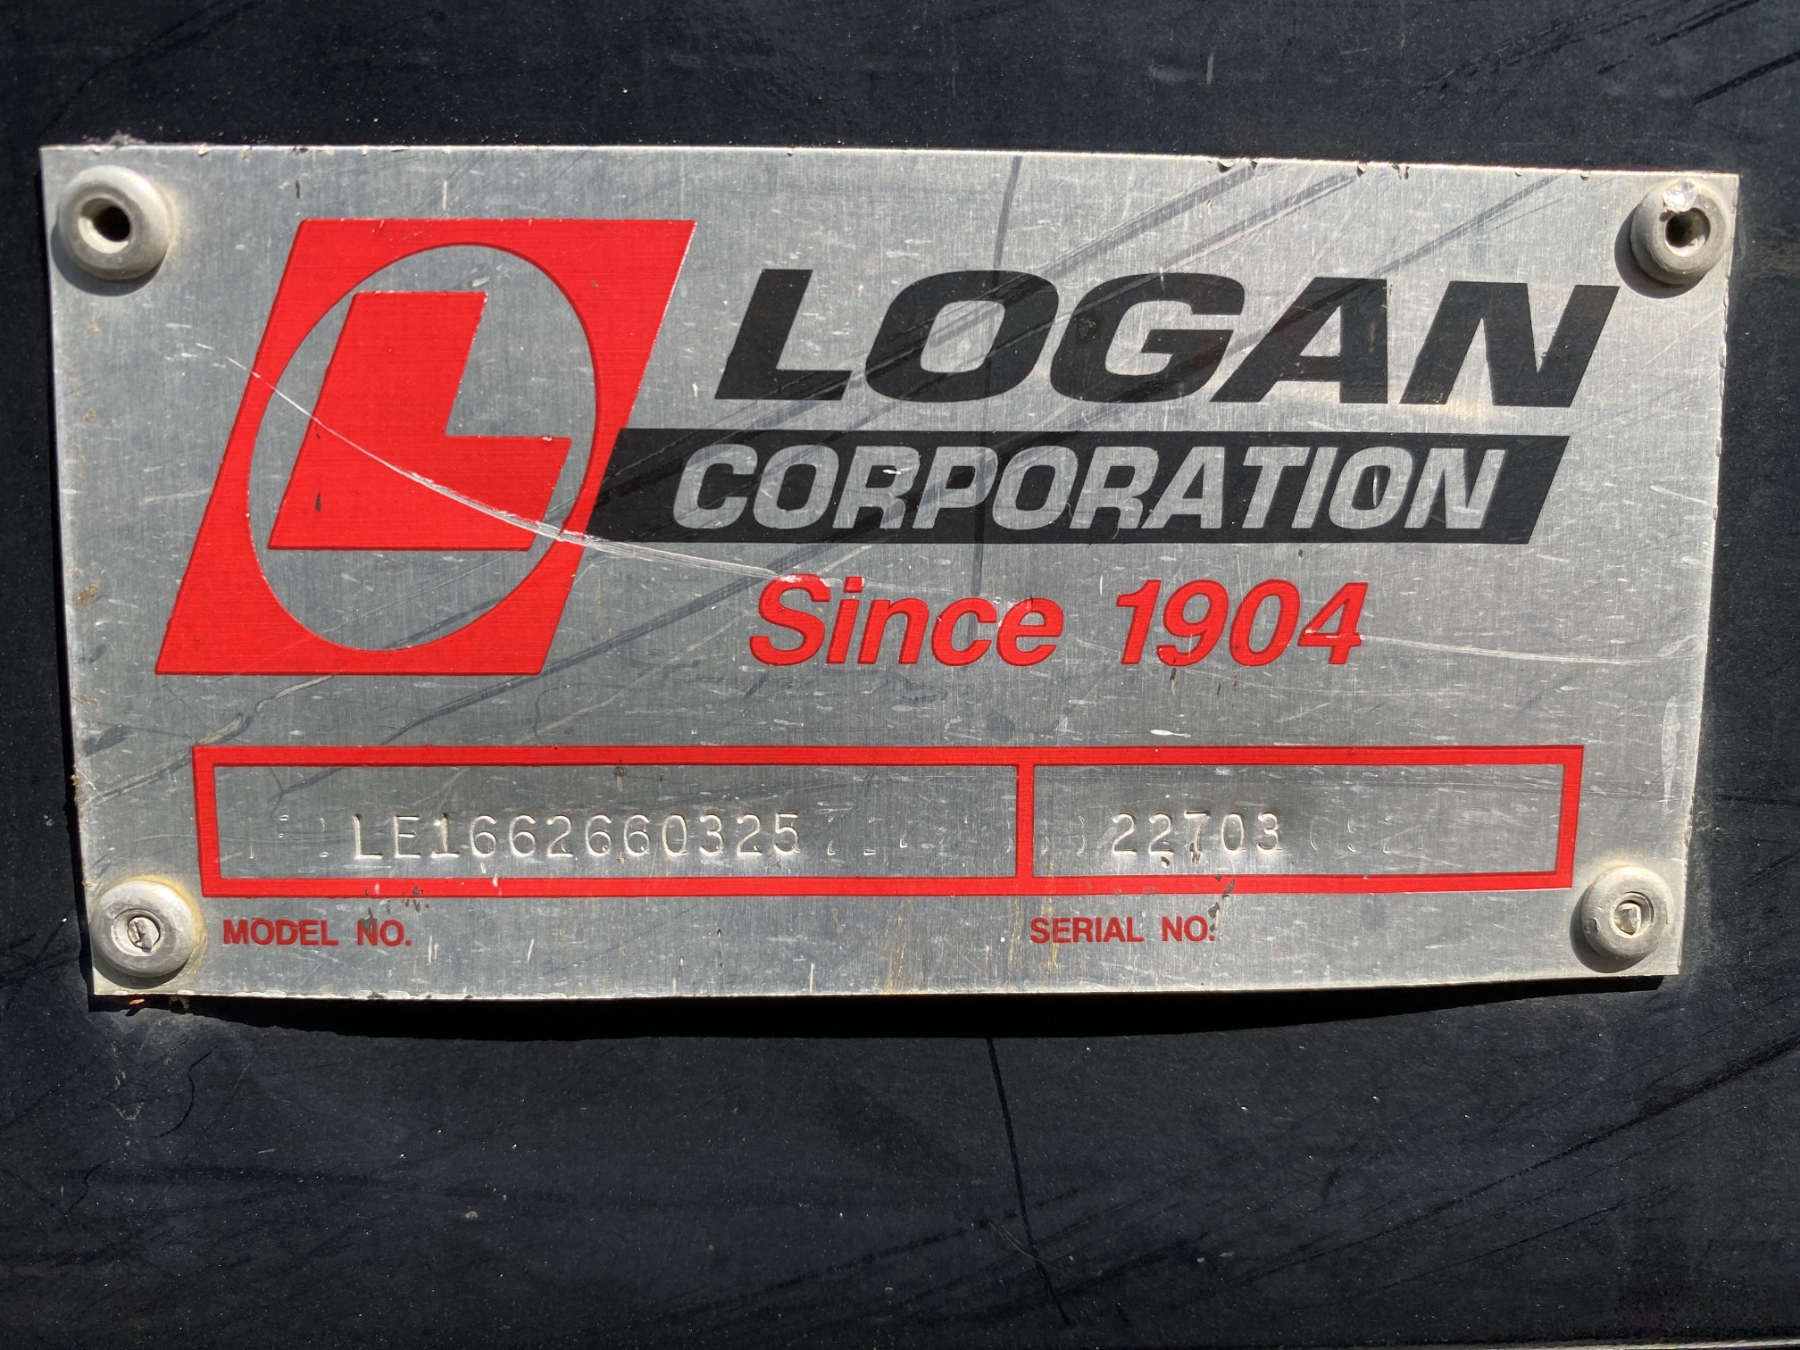 L
LOGAN
CORPORATION
Since 1904
LE1662660325 22703
MODEL NO. SERIAL NO.